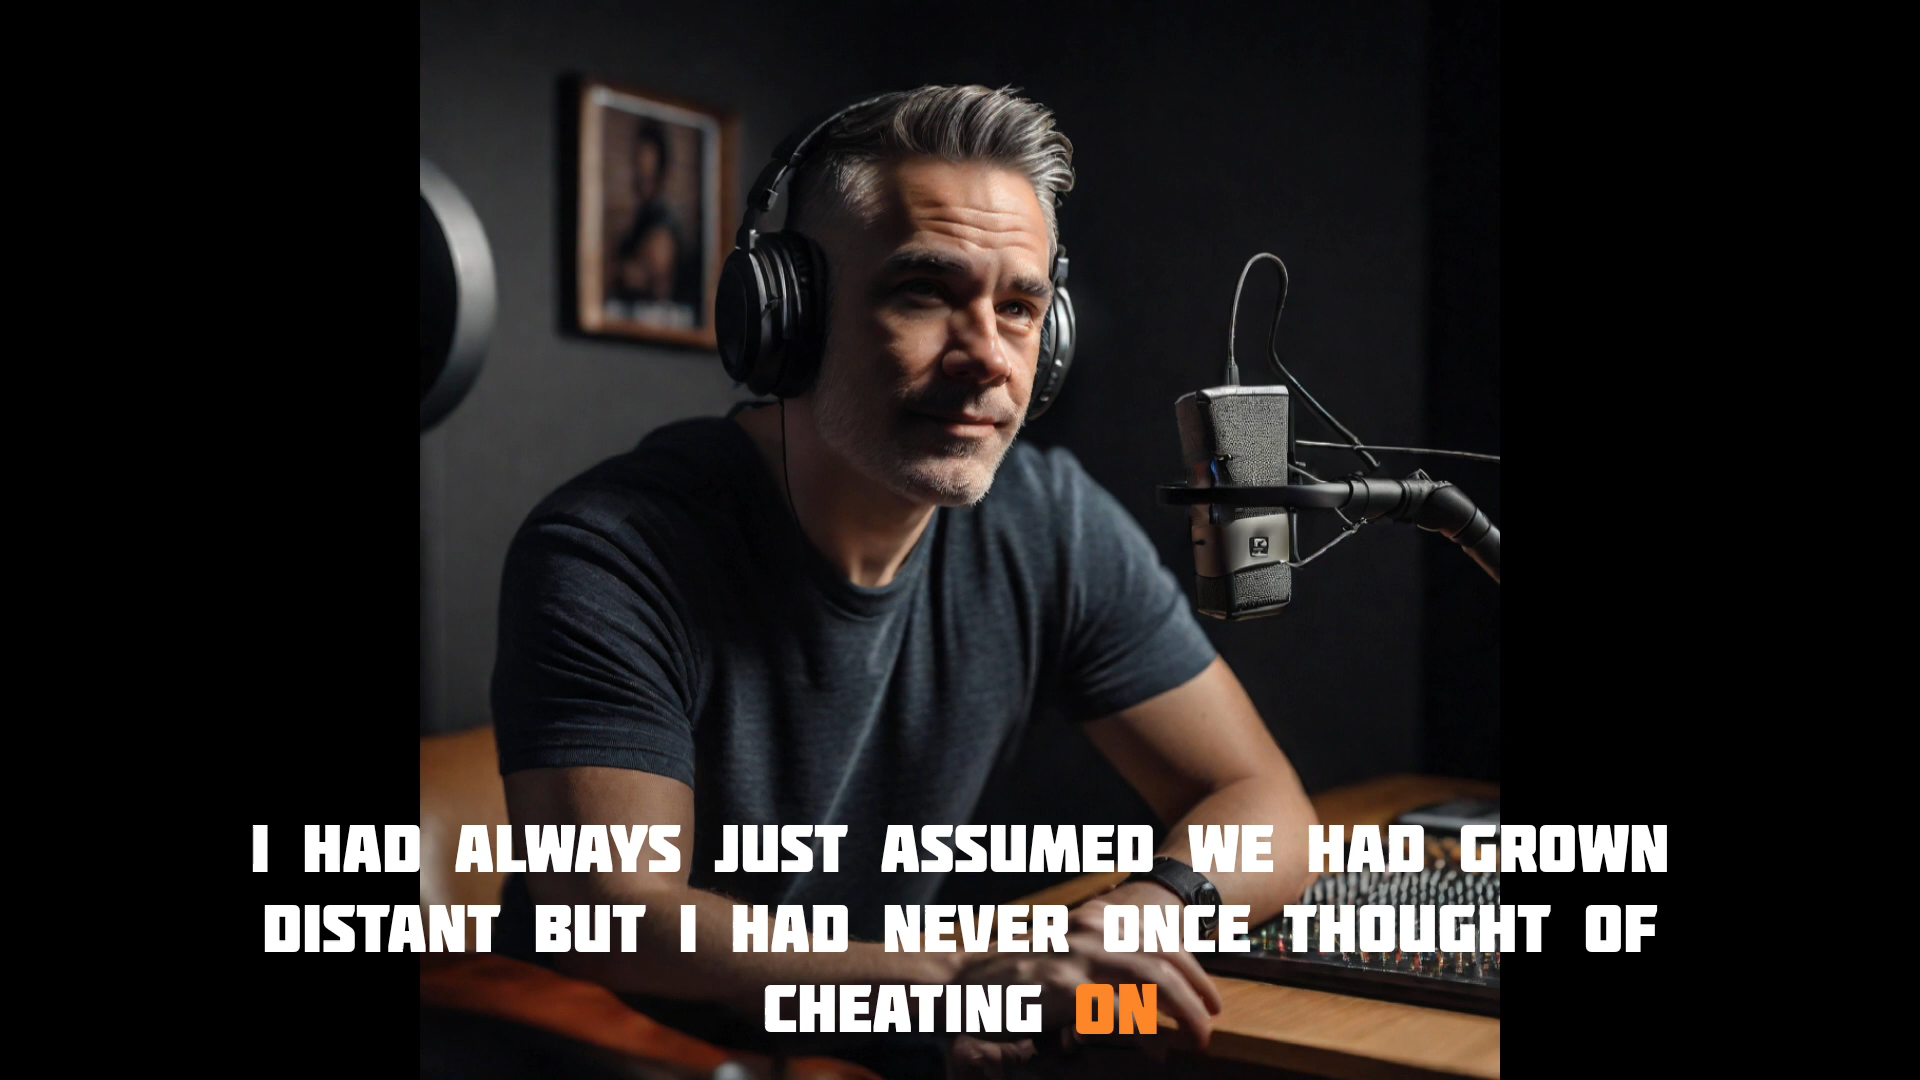 I HAD ALWAYS JUST ASSUMED WE HAD GROWN
DISTANT BUT I HAD NEVER ONCE THOUGHT OF
CHEATING ON